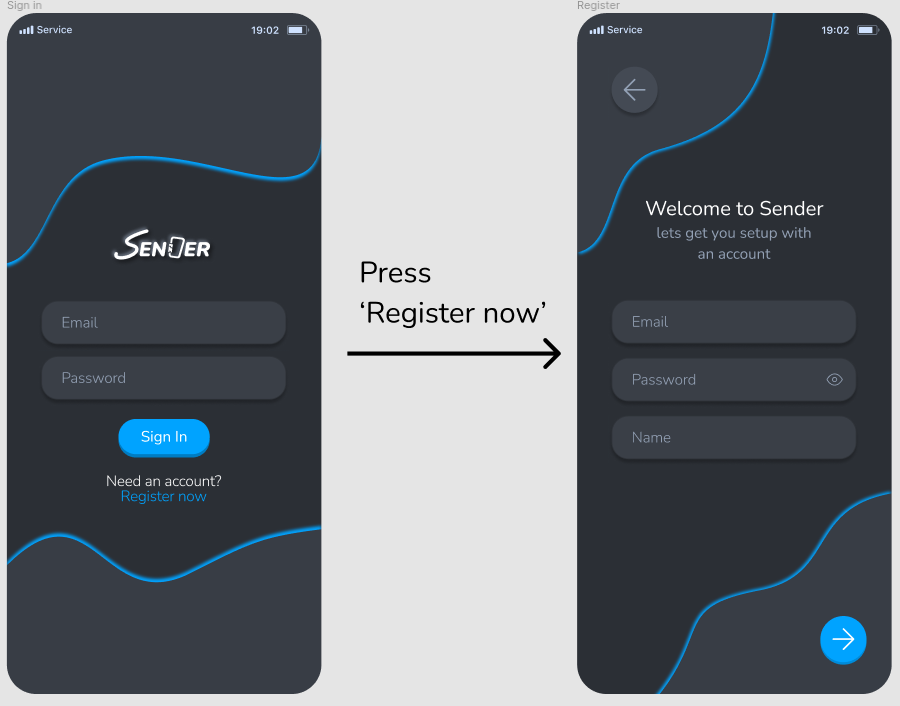 Sign in
Service 19:02
SENDER
Email
Password
Sign In
Need an account?
Register now
Press
‘Register now’
Register
Service 19:02
Welcome to Sender
lets get you setup with
an account
Email
Password
Name